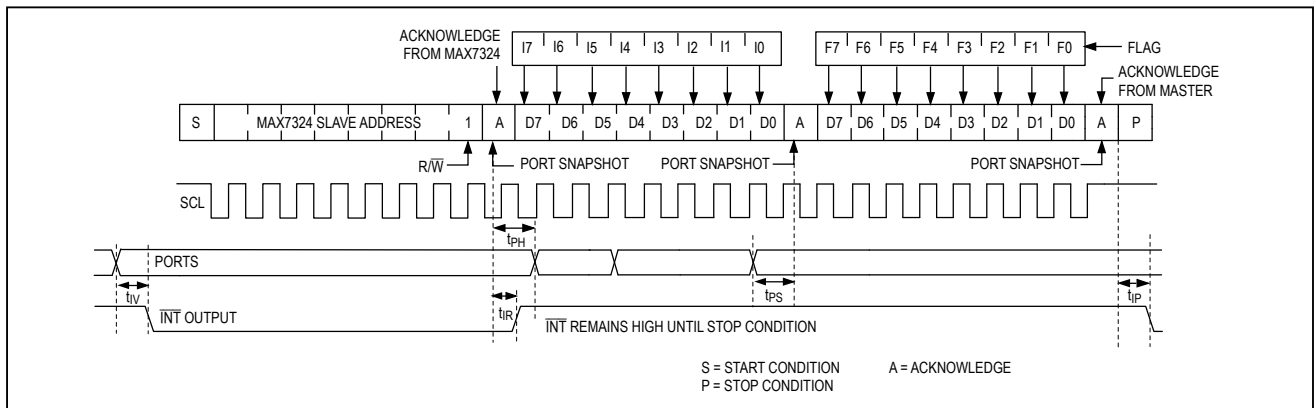 ACKNOWLEDGE
FROM MAX7324
I7 I6 I5 I4 I3 I2 I1 I0
F7 F6 F5 F4 F3 F2 F1 F0
FLAG
ACKNOWLEDGE
FROM MASTER
S MAX7324 SLAVE ADDRESS 1 A D7 D6 D5 D4 D3 D2 D1 D0 A D7 D6 D5 D4 D3 D2 D1 D0 A P
R/W̅ PORT SNAPSHOT PORT SNAPSHOT PORT SNAPSHOT
SCL
tPH
PORTS
tIV tPS tIP
tIR
I̅N̅T̅ OUTPUT I̅N̅T̅ REMAINS HIGH UNTIL STOP CONDITION
S = START CONDITION A = ACKNOWLEDGE
P = STOP CONDITION